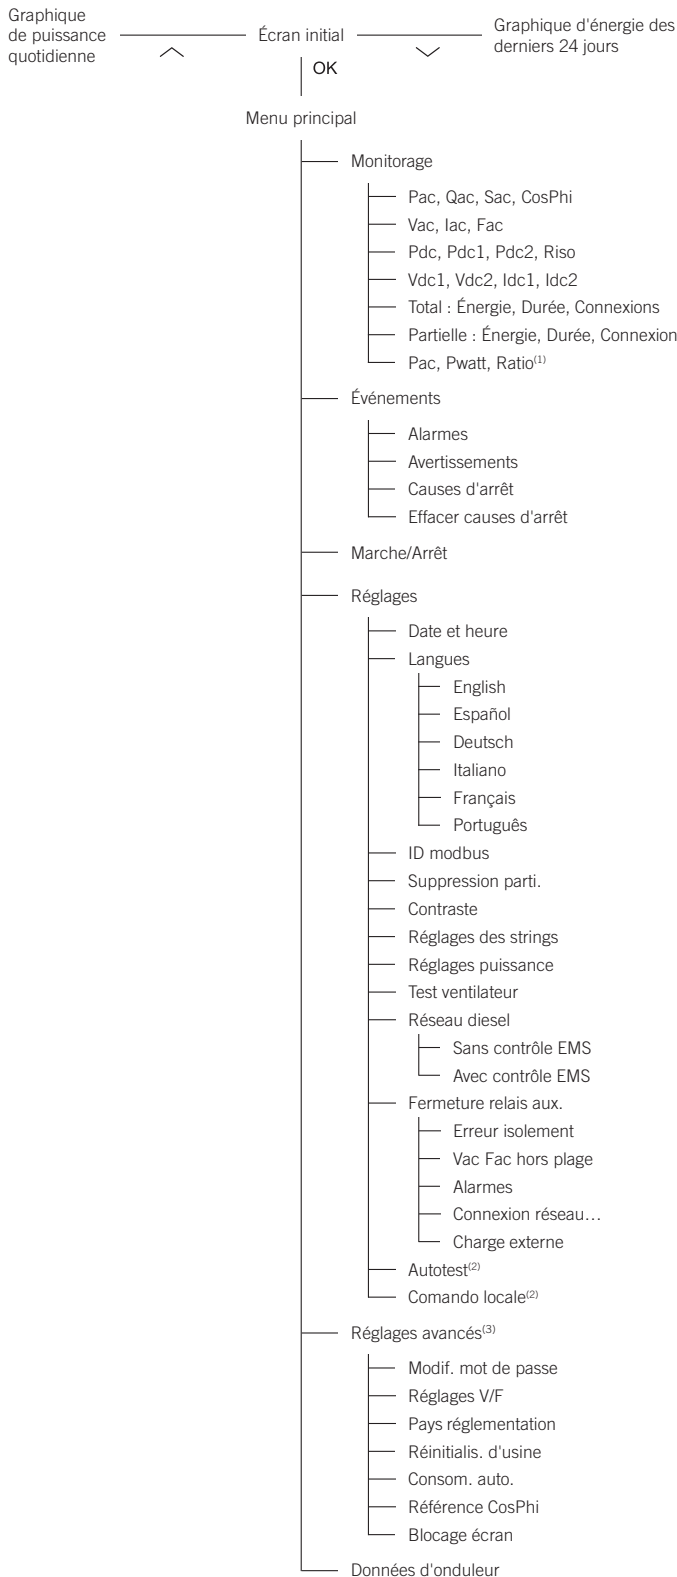 Graphique
de puissance
quotidienne
Écran initial
Graphique d'énergie des
derniers 24 jours
OK
Menu principal
Monitorage
Pac, Qac, Sac, CosPhi
Vac, Iac, Fac
Pdc, Pdc1, Pdc2, Riso
Vdc1, Vdc2, Idc1, Idc2
Total : Énergie, Durée, Connexions
Partielle : Énergie, Durée, Connexion
Pac, Pwatt, Ratio(1)
Événements
Alarmes
Avertissements
Causes d'arrêt
Effacer causes d'arrêt
Marche/Arrêt
Réglages
Date et heure
Langues
English
Español
Deutsch
Italiano
Français
Português
ID modbus
Suppression parti.
Contraste
Réglages des strings
Réglages puissance
Test ventilateur
Réseau diesel
Sans contrôle EMS
Avec contrôle EMS
Fermeture relais aux.
Erreur isolement
Vac Fac hors plage
Alarmes
Connexion réseau…
Charge externe
Autotest(2)
Comando locale(2)
Réglages avancés(3)
Modif. mot de passe
Réglages V/F
Pays réglementation
Réinitialis. d'usine
Consom. auto.
Référence CosPhi
Blocage écran
Données d'onduleur